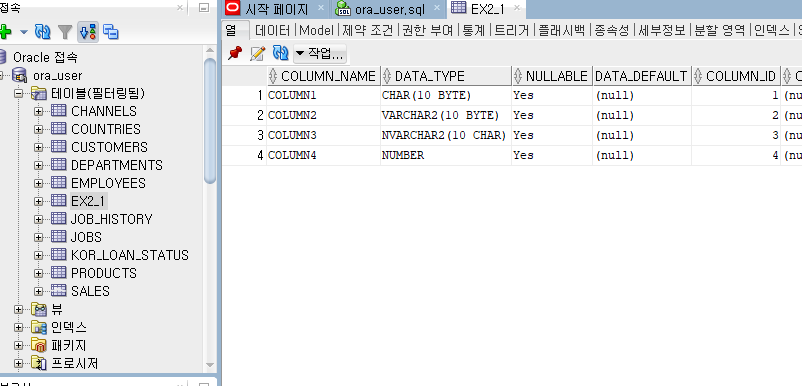 접속
시작 페이지
ora_user.sql
EX2_1
열 데이터 Model 제약 조건 권한 부여 통계 트리거 플래시백 종속성 세부정보 분할 영역 인덱스
작업...
Oracle 접속
ora_user
테이블(필터링됨)
CHANNELS
COUNTRIES
CUSTOMERS
DEPARTMENTS
EMPLOYEES
EX2_1
JOB_HISTORY
JOBS
KOR_LOAN_STATUS
PRODUCTS
SALES
뷰
인덱스
패키지
프로시저
COLUMN_NAME DATA_TYPE NULLABLE DATA_DEFAULT COLUMN_ID
1 COLUMN1 CHAR(10 BYTE) Yes (null) 1 (nu
2 COLUMN2 VARCHAR2(10 BYTE) Yes (null) 2 (nu
3 COLUMN3 NVARCHAR2(10 CHAR) Yes (null) 3 (nu
4 COLUMN4 NUMBER Yes (null) 4 (nu